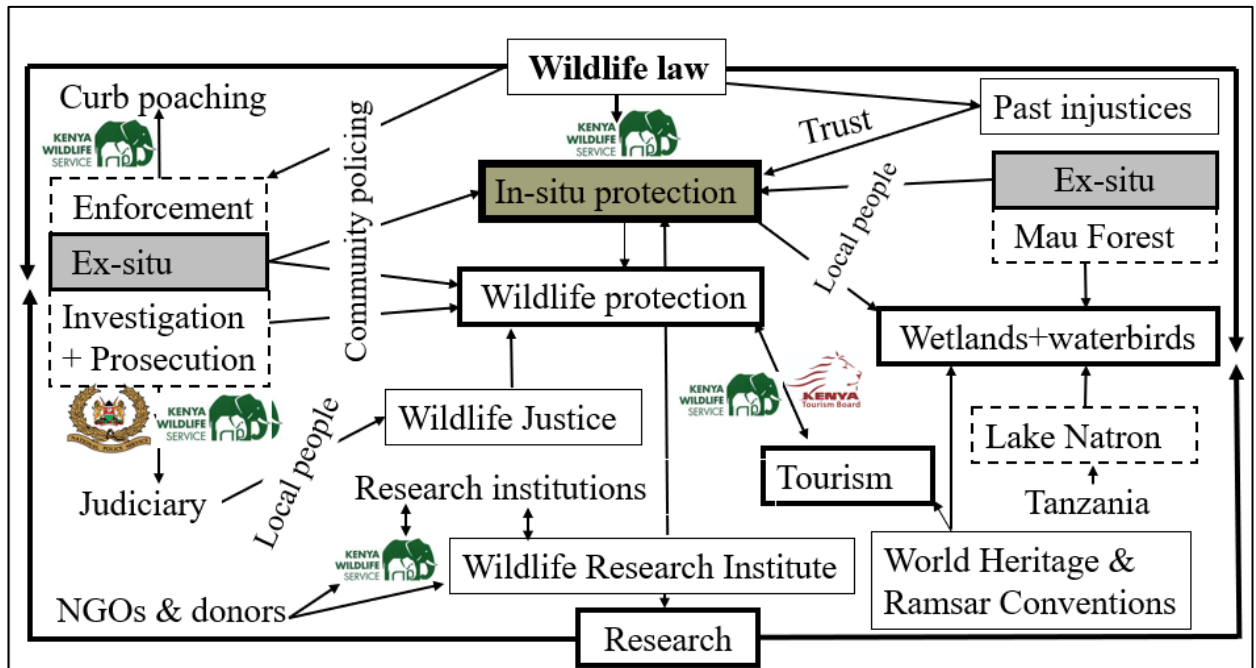 Wildlife law
Curb poaching
KENYA
WILDLIFE
SERVICE
KENYA
WILDLIFE
SERVICE
Community policing
Trust
Past injustices
Enforcement
In-situ protection
Ex-situ
Ex-situ
Mau Forest
Local people
Investigation
+ Prosecution
Wildlife protection
Wetlands+waterbirds
KENYA
WILDLIFE
SERVICE
KENYA
WILDLIFE
SERVICE
KENYA
Tourism Board
NATIONAL POLICE SERVICE
Wildlife Justice
Lake Natron
Judiciary
Local people
Research institutions
Tourism
Tanzania
KENYA
WILDLIFE
SERVICE
Wildlife Research Institute
World Heritage &
Ramsar Conventions
NGOs & donors
Research